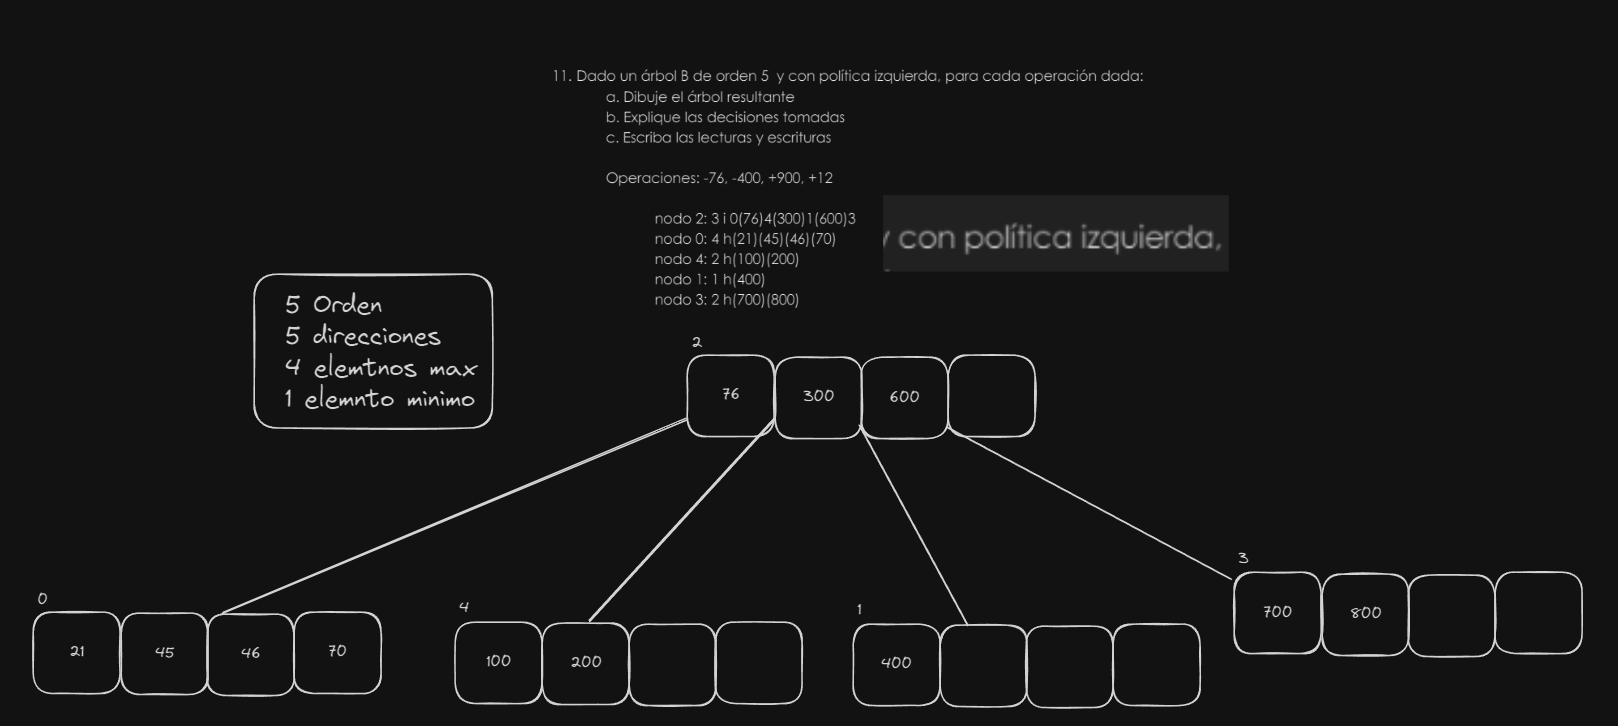 11. Dado un árbol B de orden 5 y con política izquierda, para cada operación dada:
a. Dibuje el árbol resultante
b. Explique las decisiones tomadas
c. Escriba las lecturas y escrituras
Operaciones: -76, -400, +900, +12
nodo 2: 3 i 0(76)4(300)1(600)3
nodo 0: 4 h(21)(45)(46)(70)
nodo 4: 2 h(100)(200)
nodo 1: 1 h(400)
nodo 3: 2 h(700)(800)
y con política izquierda,
5 Orden
5 direcciones
4 elemtnos max
1 elemnto minimo
2
76 300 600
0
21 45 46 70
4
100 200
1
400
3
700 800